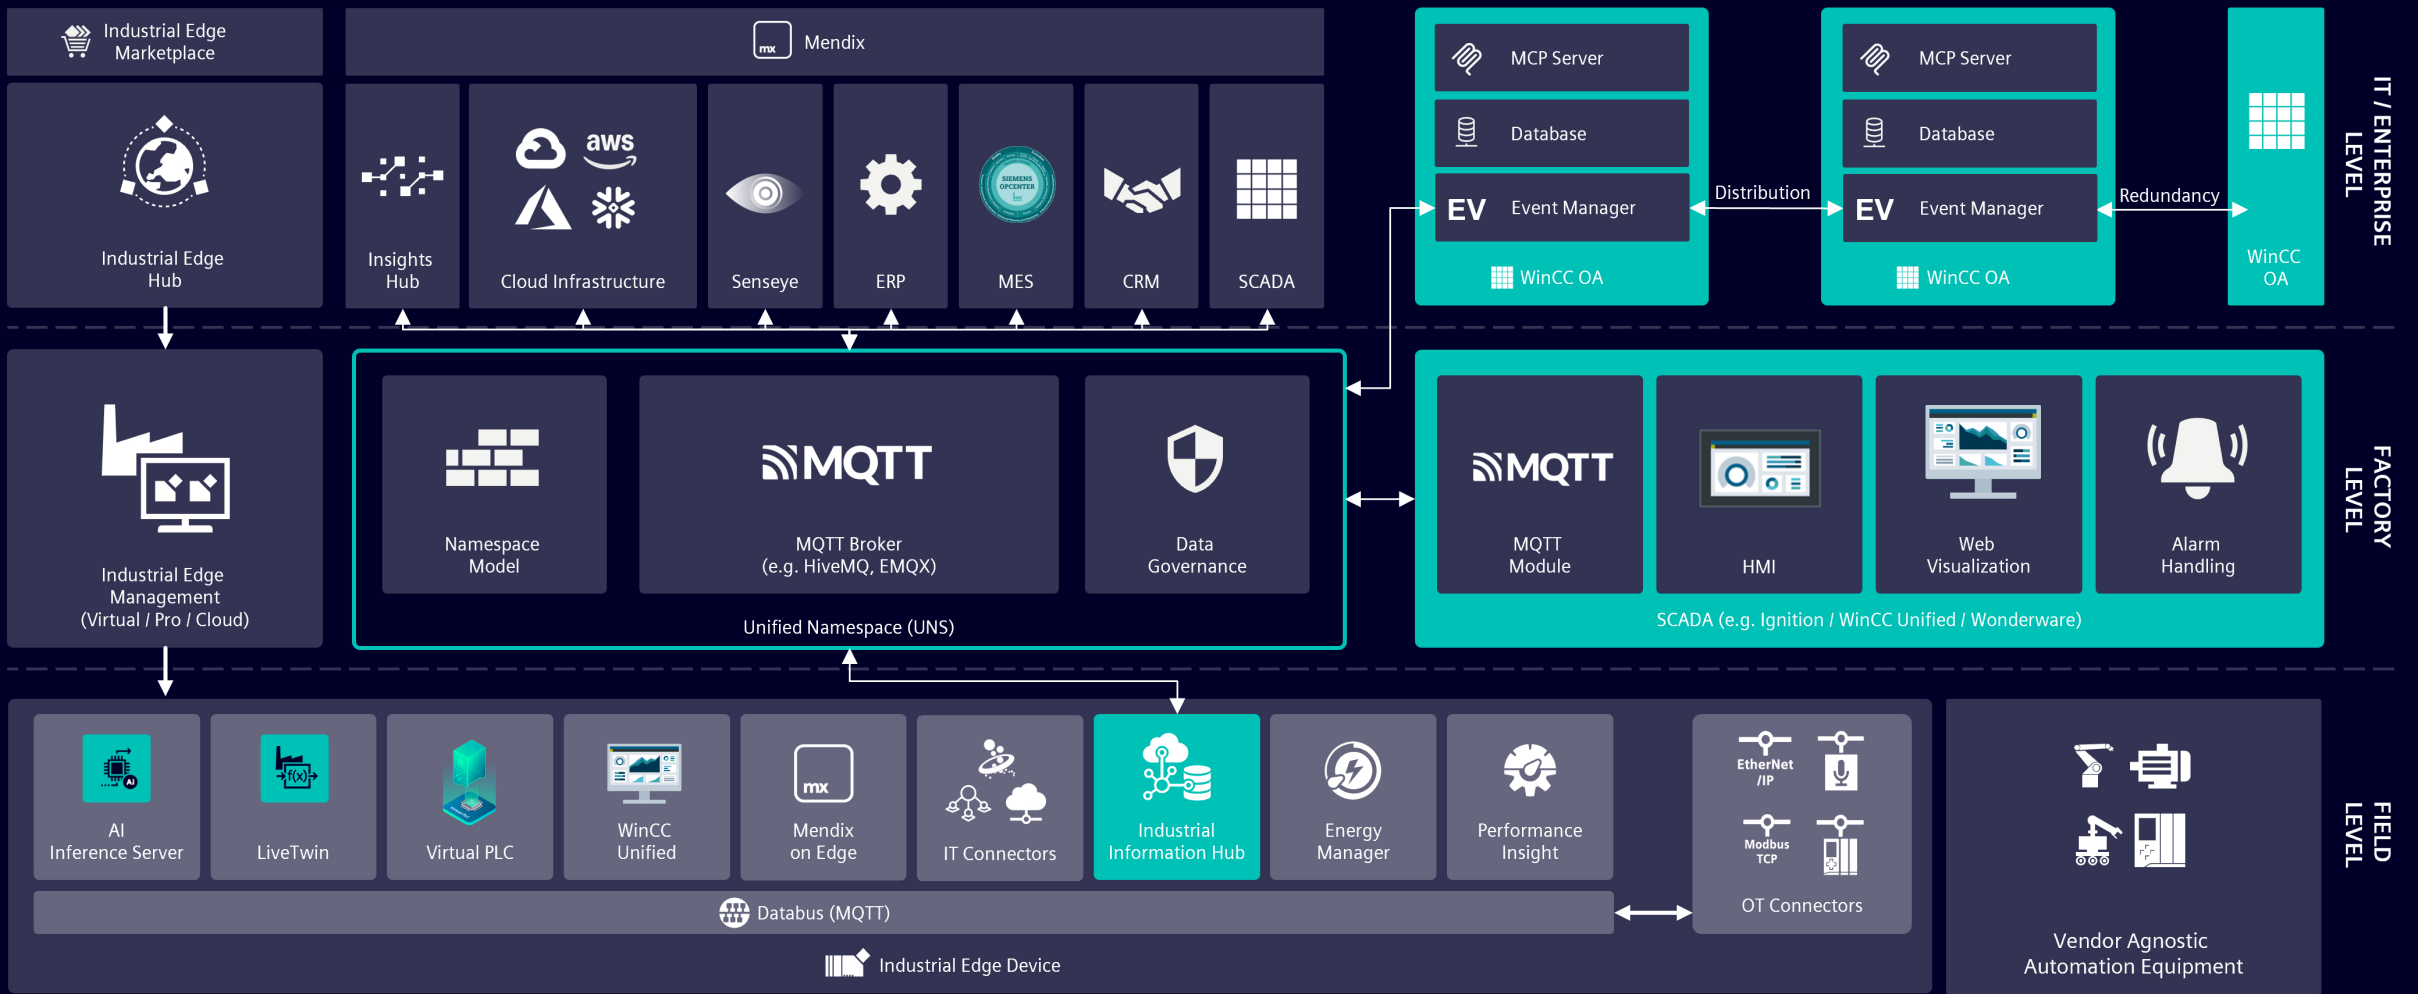 Industrial Edge
Marketplace
mx
Mendix
Industrial Edge
Hub
Insights
Hub
aws
Cloud Infrastructure
Senseye
ERP
SIEMENS
OPCENTER
MES
CRM
SCADA
MCP Server
Database
EV
Event Manager
WinCC OA
Distribution
MCP Server
Database
EV
Event Manager
WinCC OA
Redundancy
WinCC
OA
IT / ENTERPRISE
LEVEL
Industrial Edge
Management
(Virtual / Pro / Cloud)
Namespace
Model
MQTT
MQTT Broker
(e.g. HiveMQ, EMQX)
Data
Governance
Unified Namespace (UNS)
MQTT
MQTT
Module
HMI
Web
Visualization
Alarm
Handling
SCADA (e.g. Ignition / WinCC Unified / Wonderware)
FACTORY
LEVEL
Ai
AI
Inference Server
f(x)
LiveTwin
Virtual PLC
WinCC
Unified
mx
Mendix
on Edge
IT Connectors
Industrial
Information Hub
Energy
Manager
Performance
Insight
EtherNet
/IP
Modbus
TCP
OT Connectors
Databus (MQTT)
Industrial Edge Device
Vendor Agnostic
Automation Equipment
FIELD
LEVEL